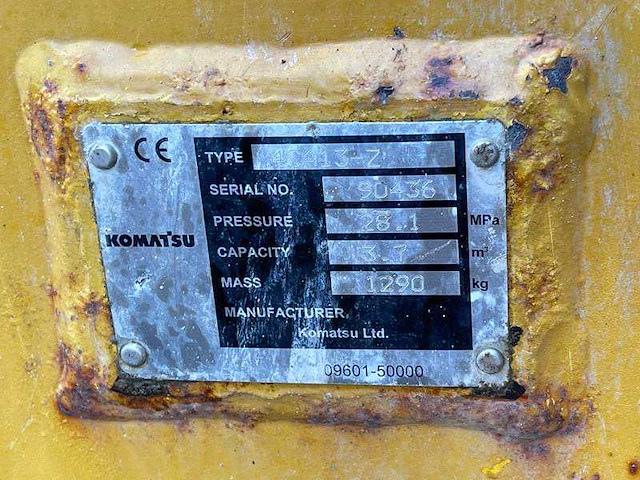 CE
TYPE
SERIAL NO. 90436
PRESSURE 28.1 MPa
KOMATSU
CAPACITY 3.7 m³
MASS 1290 kg
MANUFACTURER
Komatsu Ltd.
09601-50000